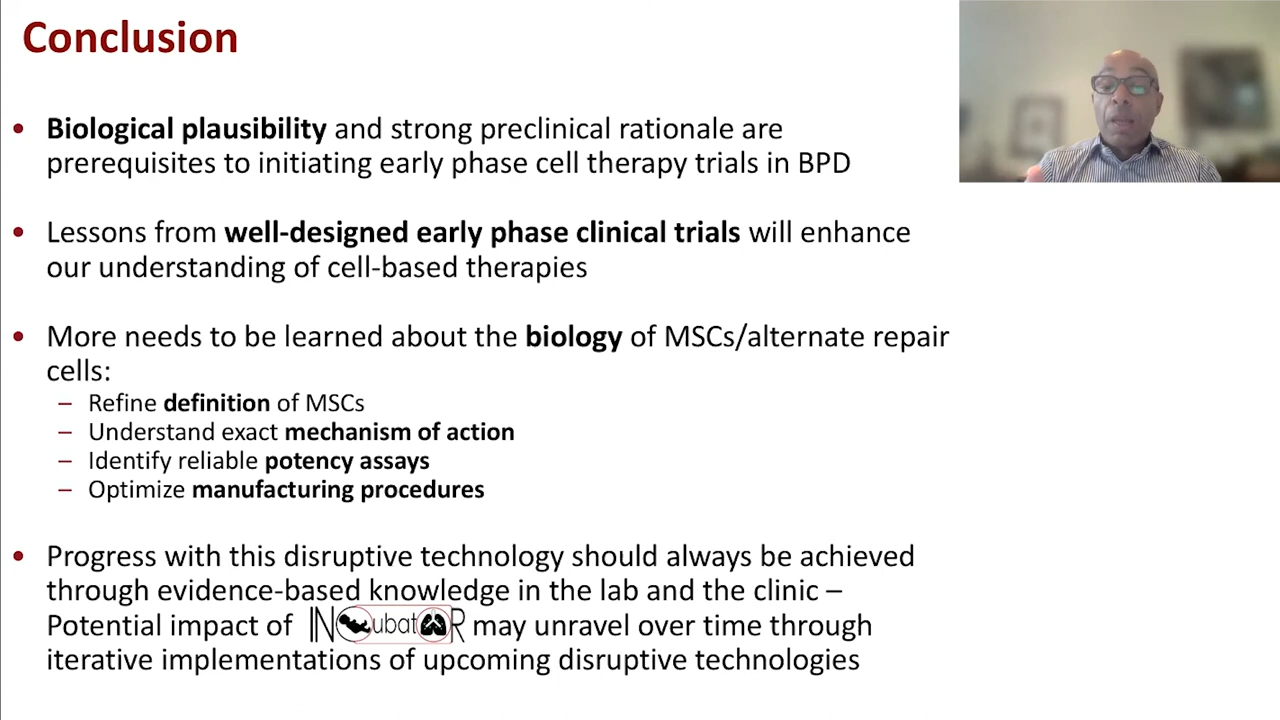 Conclusion
• Biological plausibility and strong preclinical rationale are
prerequisites to initiating early phase cell therapy trials in BPD
• Lessons from well-designed early phase clinical trials will enhance
our understanding of cell-based therapies
• More needs to be learned about the biology of MSCs/alternate repair
cells:
– Refine definition of MSCs
– Understand exact mechanism of action
– Identify reliable potency assays
– Optimize manufacturing procedures
• Progress with this disruptive technology should always be achieved
through evidence-based knowledge in the lab and the clinic –
Potential impact of INCubatOR may unravel over time through
iterative implementations of upcoming disruptive technologies